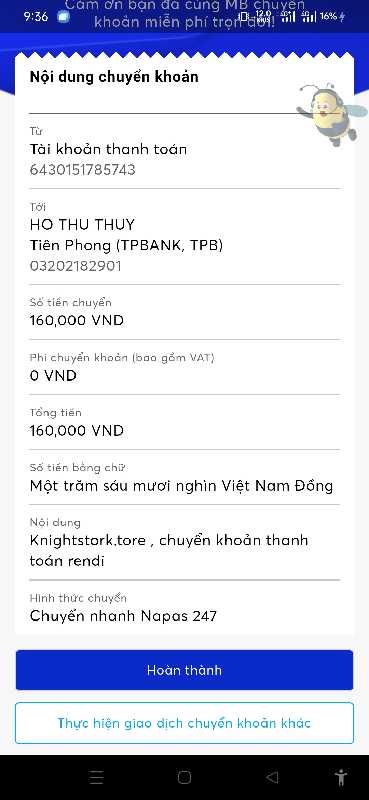 Cảm ơn bạn đã cùng MB chuyển
9:36
12.0
16%
khoản miễn phí trọn đời!
Nội dung chuyển khoản
Từ
Tài khoản thanh toán
6430151785743
Tới
HO THU THUY
Tiên Phong (TPBANK, TPB)
03202182901
Số tiền chuyển
160,000 VND
Phí chuyển khoản (bao gồm VAT)
0 VND
Tổng tiền
160,000 VND
Số tiền bằng chữ
Một trăm sáu mươi nghìn Việt Nam Đồng
Nội dung
Knightstork.tore , chuyển khoản thanh
toán rendi
Hình thức chuyển
Chuyển nhanh Napas 247
Hoàn thành
Thực hiện giao dịch chuyển khoản khác